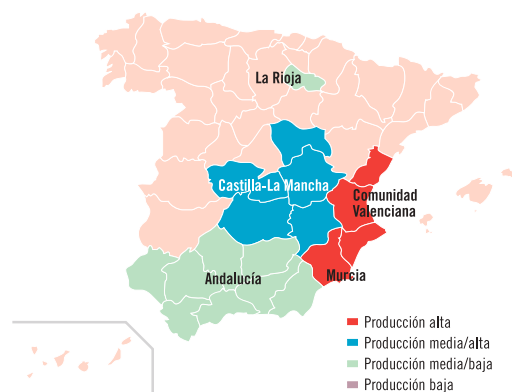 La Rioja
Castilla-La Mancha
Comunidad
Valenciana
Andalucía
Murcia
Producción alta
Producción media/alta
Producción media/baja
Producción baja